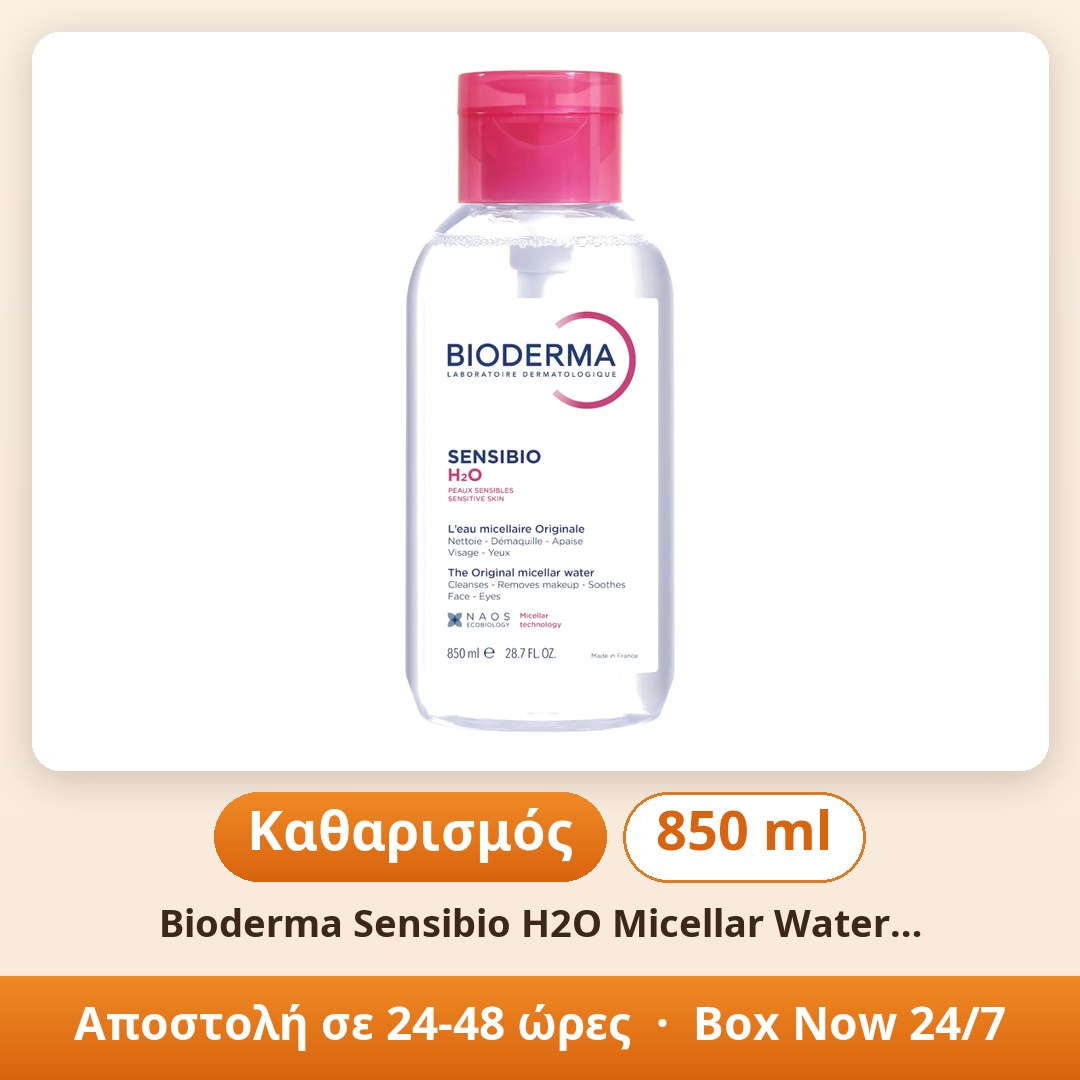 BIODERMA
LABORATOIRE DERMATOLOGIQUE
SENSIBIO
H₂O
PEAUX SENSIBLES
SENSITIVE SKIN
L'eau micellaire Originale
Nettoie - Démaquille - Apaise
Visage - Yeux
The Original micellar water
Cleanses - Removes makeup - Soothes
Face - Eyes
NAOS
ECOBIOLOGY
Micellar
technology
850 ml ℮ 28.7 FL. OZ.
Made in France
Καθαρισμός
850 ml
Bioderma Sensibio H2O Micellar Water...
Αποστολή σε 24-48 ώρες · Box Now 24/7